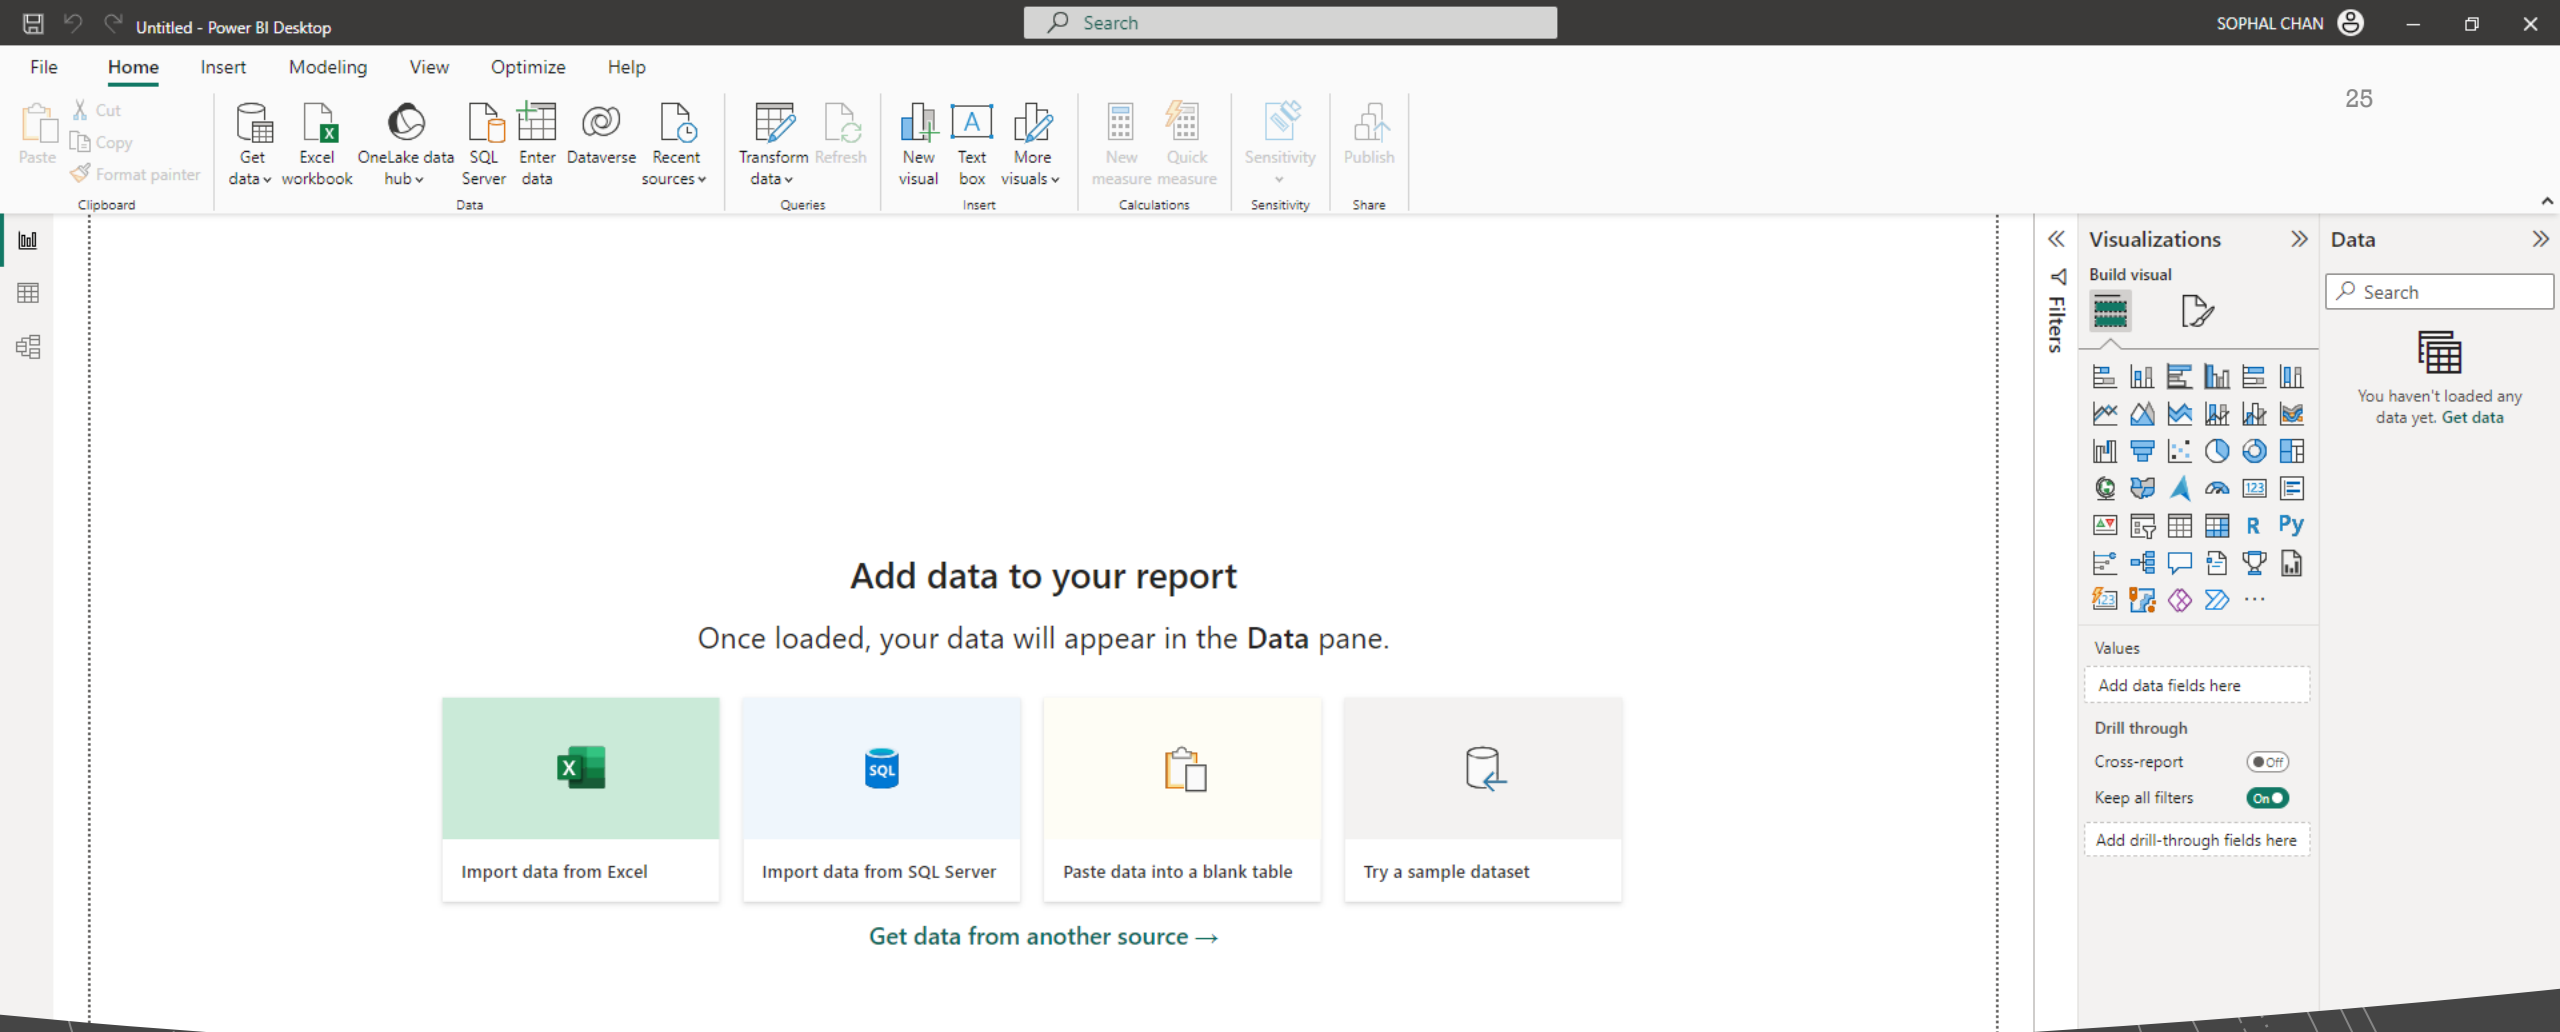 Untitled - Power BI Desktop
Search
SOPHAL CHAN
File Home Insert Modeling View Optimize Help
25
Paste
Cut
Copy
Format painter
Clipboard
Get data
Excel workbook
OneLake data hub
SQL Server
Enter data
Dataverse
Recent sources
Data
Transform data
Refresh
Queries
New visual
Text box
More visuals
Insert
New measure
Quick measure
Calculations
Sensitivity
Sensitivity
Publish
Share
Filters
Visualizations
Build visual
123
R
Py
123
Values
Add data fields here
Drill through
Cross-report Off
Keep all filters On
Add drill-through fields here
Data
Search
You haven't loaded any
data yet. Get data
Add data to your report
Once loaded, your data will appear in the Data pane.
X
SQL
Import data from Excel
Import data from SQL Server
Paste data into a blank table
Try a sample dataset
Get data from another source →